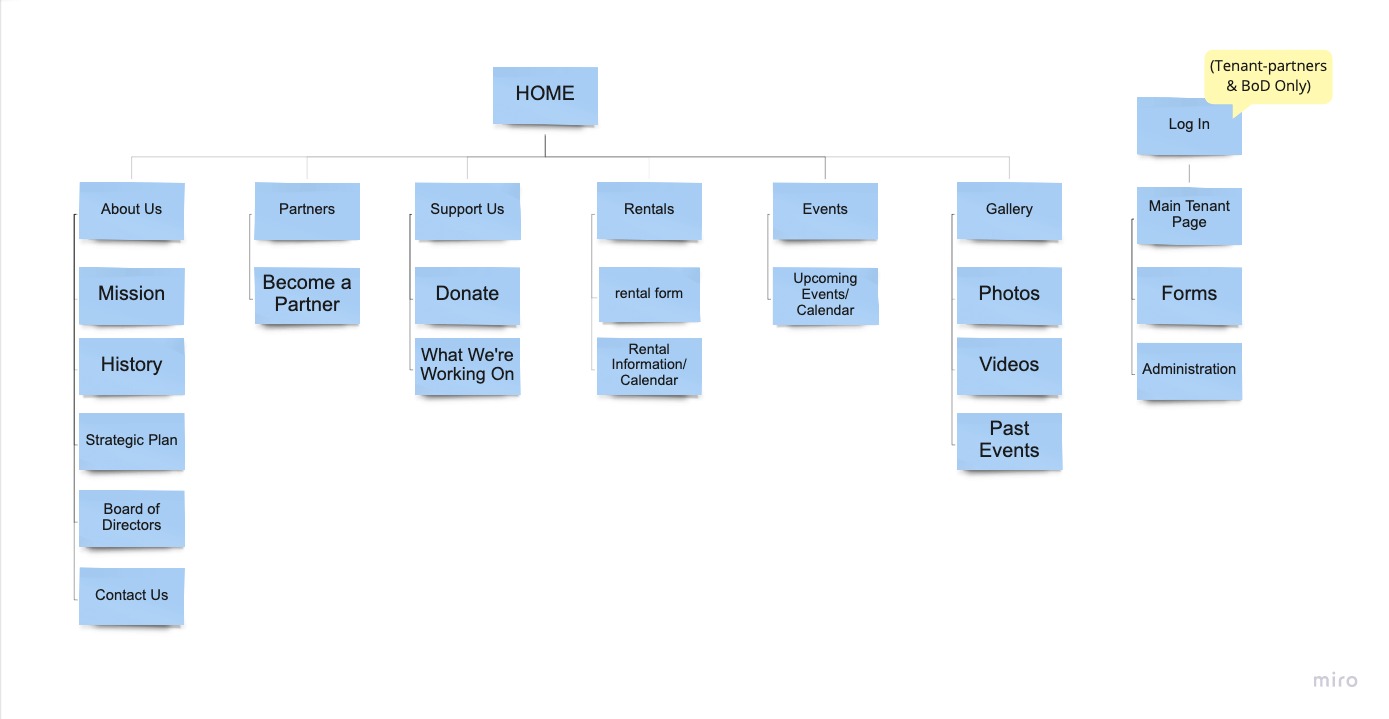 (Tenant-partners
& BoD Only)
HOME
Log In
About Us
Partners
Support Us
Rentals
Events
Gallery
Main Tenant
Page
Mission
Become a
Partner
Donate
rental form
Upcoming
Events/
Calendar
Photos
Forms
History
What We're
Working On
Rental
Information/
Calendar
Videos
Administration
Strategic Plan
Past
Events
Board of
Directors
Contact Us
miro